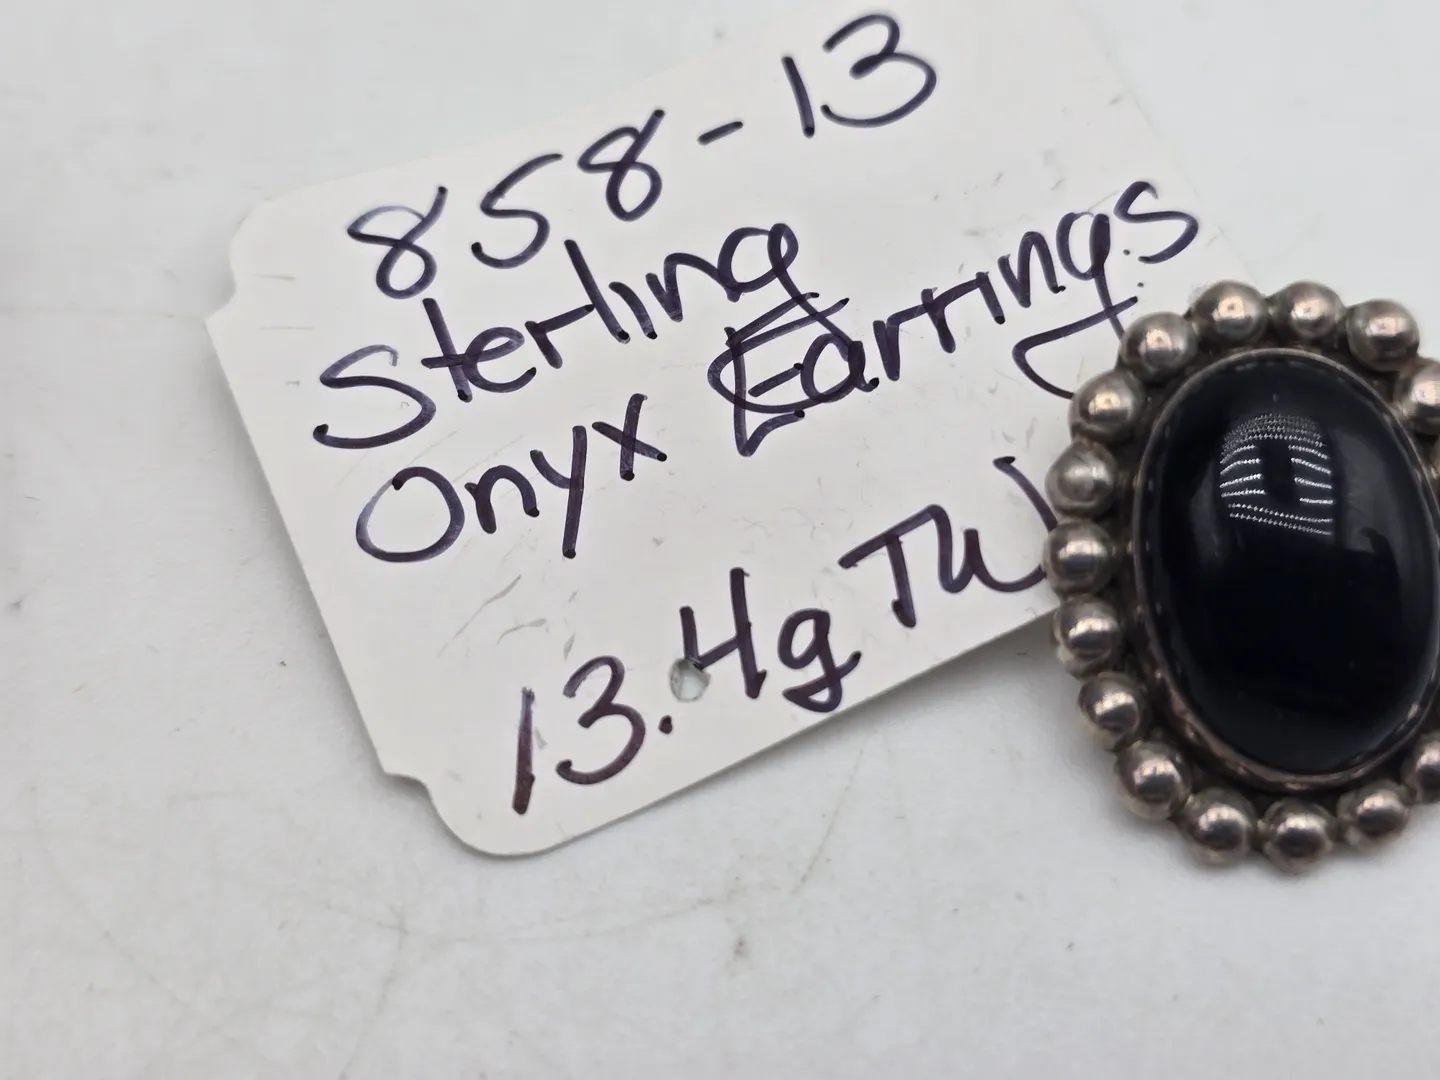 858-13
Sterling
Onyx Earrings
13.4g TW